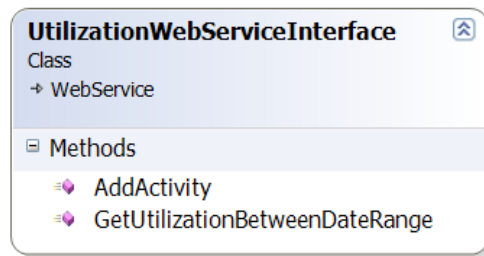 UtilizationWebServiceInterface
Class
WebService
Methods
AddActivity
GetUtilizationBetweenDateRange